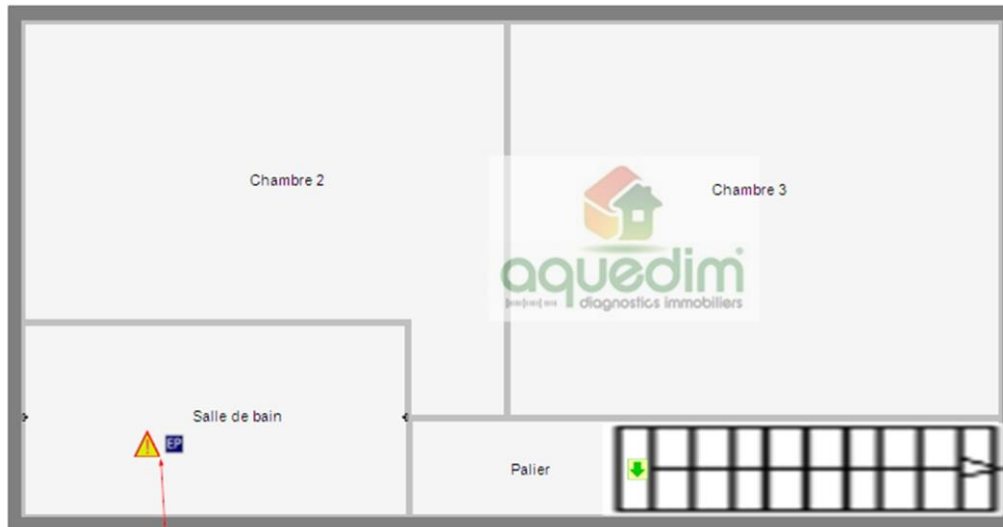 Chambre 2
Chambre 3
aquedim
diagnostics immobiliers
Salle de bain
EP
Palier